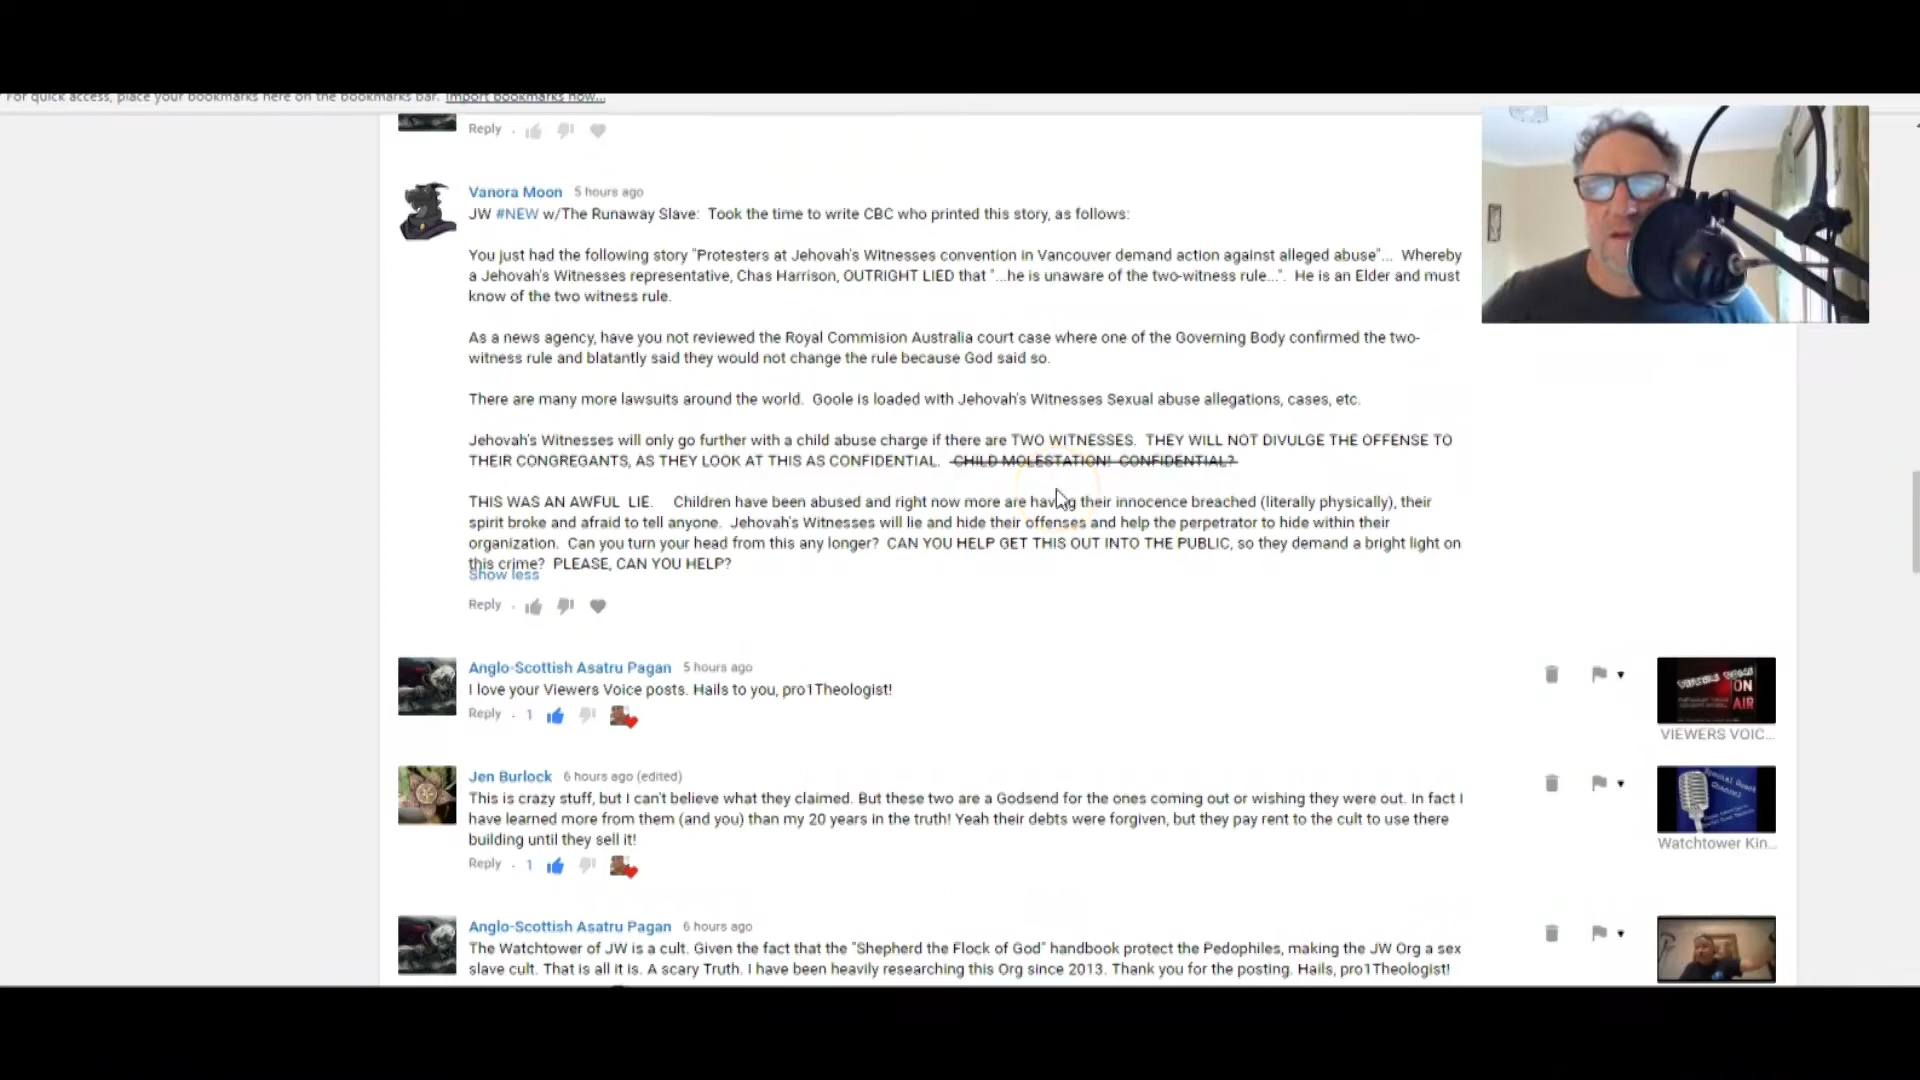 For quick access, place your bookmarks here on the bookmarks bar. Import bookmarks now...
Reply .
Vanora Moon 5 hours ago
JW #NEW w/The Runaway Slave: Took the time to write CBC who printed this story, as follows:
You just had the following story "Protesters at Jehovah's Witnesses convention in Vancouver demand action against alleged abuse"... Whereby
a Jehovah's Witnesses representative, Chas Harrison, OUTRIGHT LIED that "...he is unaware of the two-witness rule...". He is an Elder and must
know of the two witness rule.
As a news agency, have you not reviewed the Royal Commision Australia court case where one of the Governing Body confirmed the two-
witness rule and blatantly said they would not change the rule because God said so.
There are many more lawsuits around the world. Goole is loaded with Jehovah's Witnesses Sexual abuse allegations, cases, etc.
Jehovah's Witnesses will only go further with a child abuse charge if there are TWO WITNESSES. THEY WILL NOT DIVULGE THE OFFENSE TO
THEIR CONGREGANTS, AS THEY LOOK AT THIS AS CONFIDENTIAL. CHILD MOLESTATION! CONFIDENTIAL?
THIS WAS AN AWFUL LIE. Children have been abused and right now more are having their innocence breached (literally physically), their
spirit broke and afraid to tell anyone. Jehovah's Witnesses will lie and hide their offenses and help the perpetrator to hide within their
organization. Can you turn your head from this any longer? CAN YOU HELP GET THIS OUT INTO THE PUBLIC, so they demand a bright light on
this crime? PLEASE, CAN YOU HELP?
Show less
Reply .
Anglo-Scottish Asatru Pagan 5 hours ago
I love your Viewers Voice posts. Hails to you, pro1Theologist!
Reply . 1
VIEWERS VOICE
ON
AIR
VIEWERS VOIC...
Jen Burlock 6 hours ago (edited)
This is crazy stuff, but I can't believe what they claimed. But these two are a Godsend for the ones coming out or wishing they were out. In fact I
have learned more from them (and you) than my 20 years in the truth! Yeah their debts were forgiven, but they pay rent to the cult to use there
building until they sell it!
Reply . 1
Special Guest
Channel
Watchtower Kin...
Anglo-Scottish Asatru Pagan 6 hours ago
The Watchtower of JW is a cult. Given the fact that the "Shepherd the Flock of God" handbook protect the Pedophiles, making the JW Org a sex
slave cult. That is all it is. A scary Truth. I have been heavily researching this Org since 2013. Thank you for the posting. Hails, pro1Theologist!